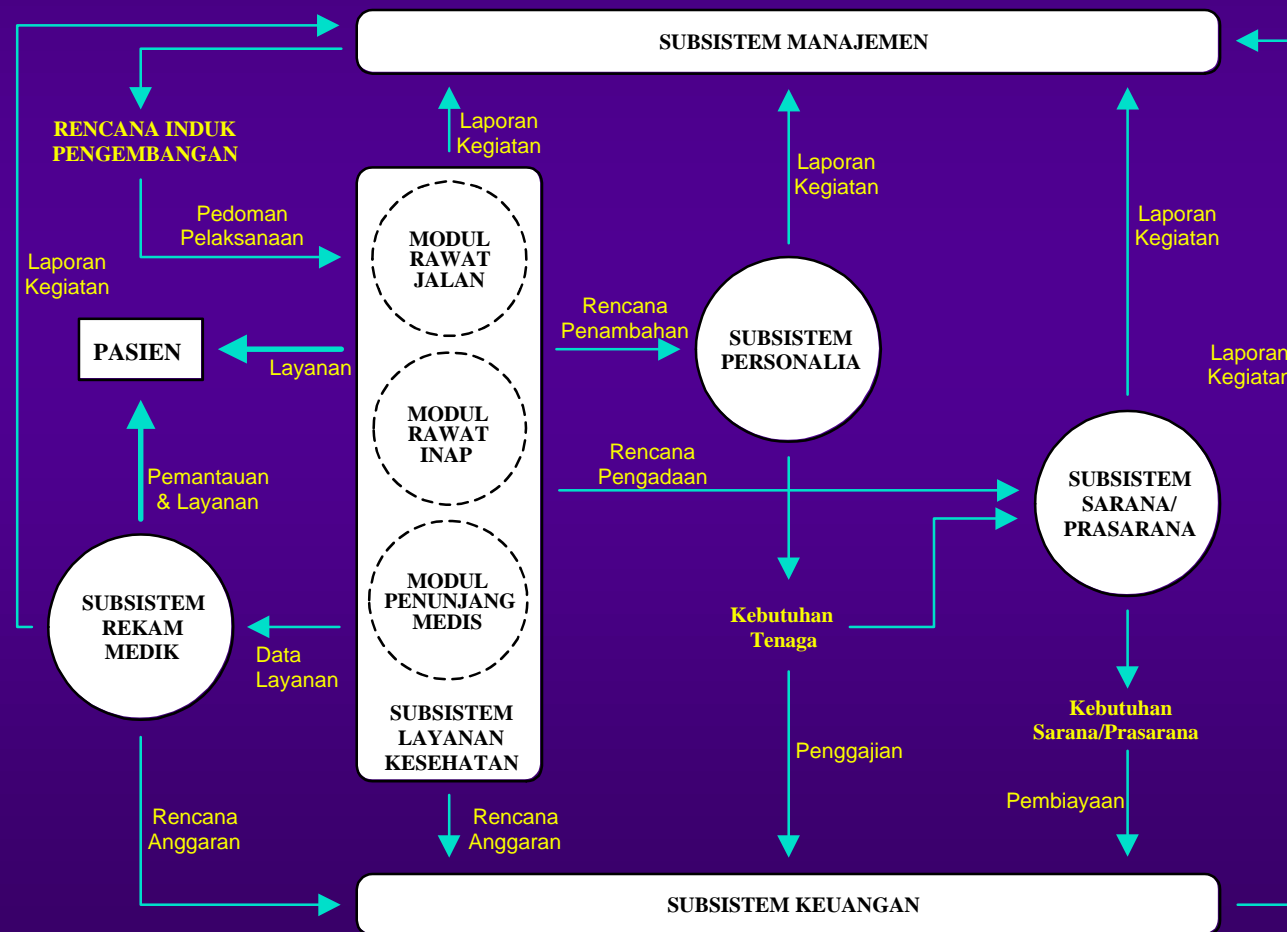 SUBSISTEM MANAJEMEN
RENCANA INDUK
PENGEMBANGAN
Laporan
Kegiatan
Laporan
Kegiatan
Laporan
Kegiatan
Pedoman
Pelaksanaan
Laporan
Kegiatan
MODUL
RAWAT
JALAN
Rencana
Penambahan
SUBSISTEM
PERSONALIA
PASIEN
Layanan
Laporan
Kegiatan
MODUL
RAWAT
INAP
Rencana
Pengadaan
SUBSISTEM
SARANA/
PRASARANA
Pemantauan
& Layanan
SUBSISTEM
REKAM
MEDIK
MODUL
PENUNJANG
MEDIS
Data
Layanan
Kebutuhan
Tenaga
SUBSISTEM
LAYANAN
KESEHATAN
Kebutuhan
Sarana/Prasarana
Penggajian
Pembiayaan
Rencana
Anggaran
Rencana
Anggaran
SUBSISTEM KEUANGAN